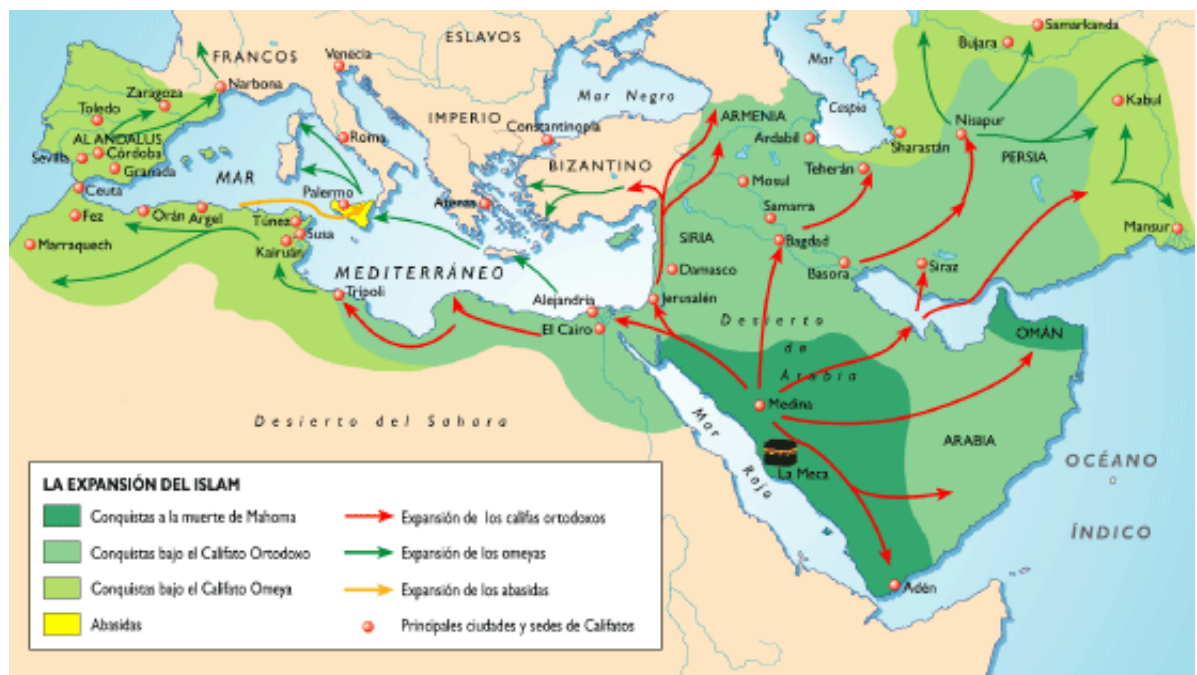 ESLAVOS
Samarkanda
Bujara
FRANCOS
Venecia
Mar
Caspio
Narbona
Zaragoza
Toledo
AL ANDALUS
Sevilla
Córdoba
Granada
Mar Negro
IMPERIO
Constantinopla
BIZANTINO
Roma
ARMENIA
Ardabil
Kabul
Nisapur
Sharastán
PERSIA
Teherán
Mosul
Samarra
MAR
Palermo
Atenas
Ceuta
Fez
Orán
Argel
Túnez
Susa
Kairuán
Marraquech
MEDITERRÁNEO
Trípoli
SIRIA
Bagdad
Damasco
Basora
Siraz
Mansur
Alejandría
El Cairo
Jerusalén
Desierto
de
Arabia
OMÁN
Medina
La Meca
Mar Rojo
ARABIA
Adén
Desierto del Sahara
OCÉANO
ÍNDICO
LA EXPANSIÓN DEL ISLAM
Conquistas a la muerte de Mahoma
Conquistas bajo el Califato Ortodoxo
Conquistas bajo el Califato Omeya
Abasidas
Expansión de los califas ortodoxos
Expansión de los omeyas
Expansión de los abasidas
Principales ciudades y sedes de Califatos